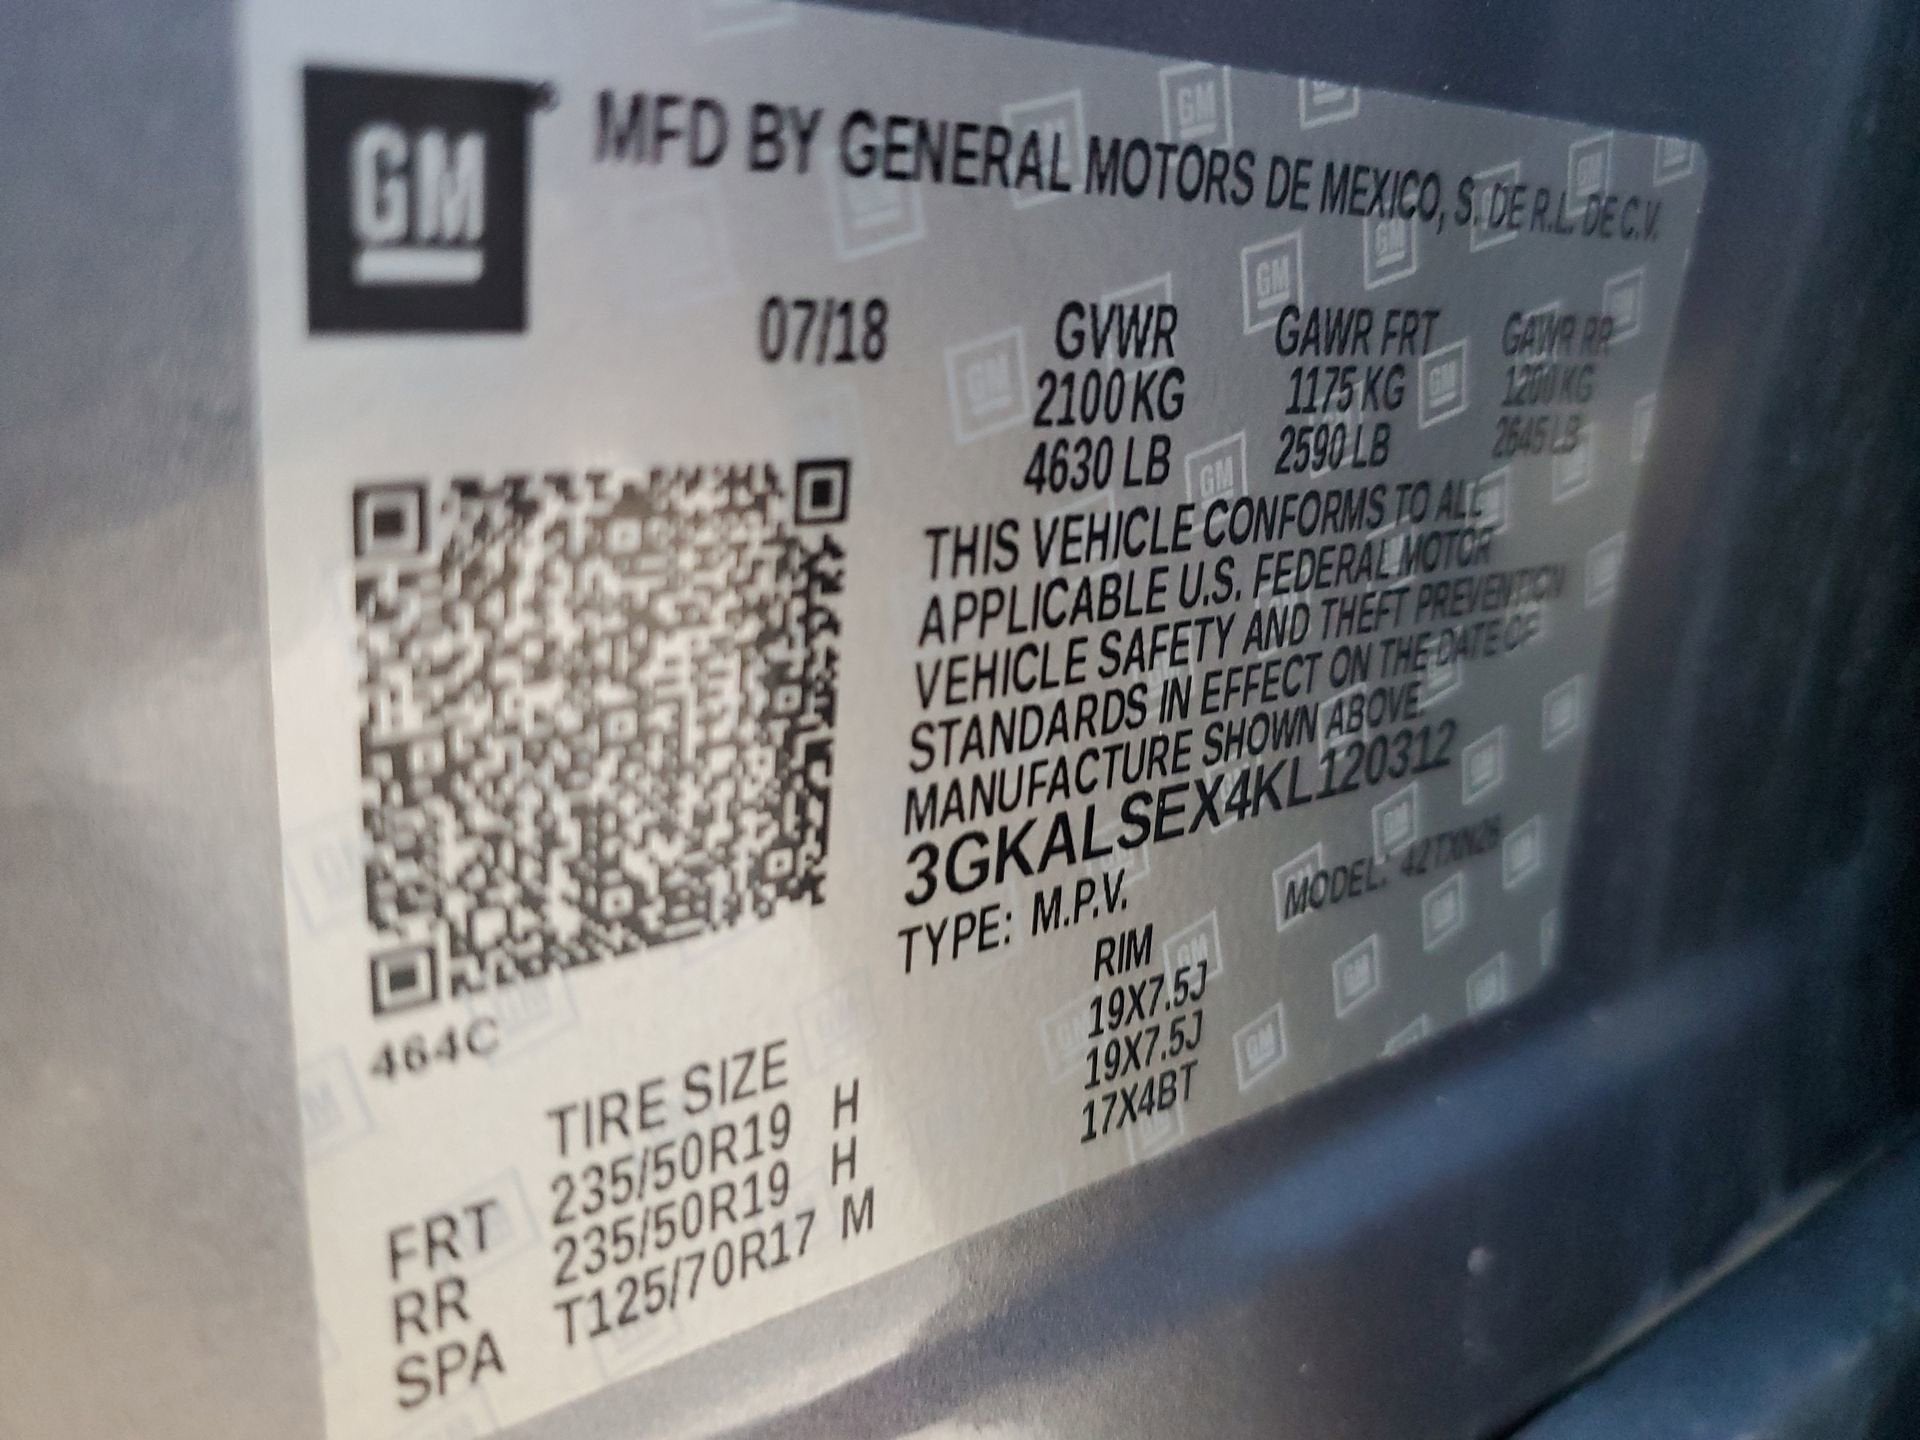 GM® MFD BY GENERAL MOTORS DE MEXICO, S. DE R.L. DE C.V.
07/18 GVWR GAWR FRT GAWR RR
2100 KG 1175 KG 1200 KG
4630 LB 2590 LB 2645 LB
THIS VEHICLE CONFORMS TO ALL
APPLICABLE U.S. FEDERAL MOTOR
VEHICLE SAFETY AND THEFT PREVENTION
STANDARDS IN EFFECT ON THE DATE OF
MANUFACTURE SHOWN ABOVE.
3GKALSEX4KL120312
TYPE: M.P.V. MODEL: 42TXN26
464C
TIRE SIZE RIM
FRT 235/50R19 H 19X7.5J
RR 235/50R19 H 19X7.5J
SPA T125/70R17 M 17X4BT